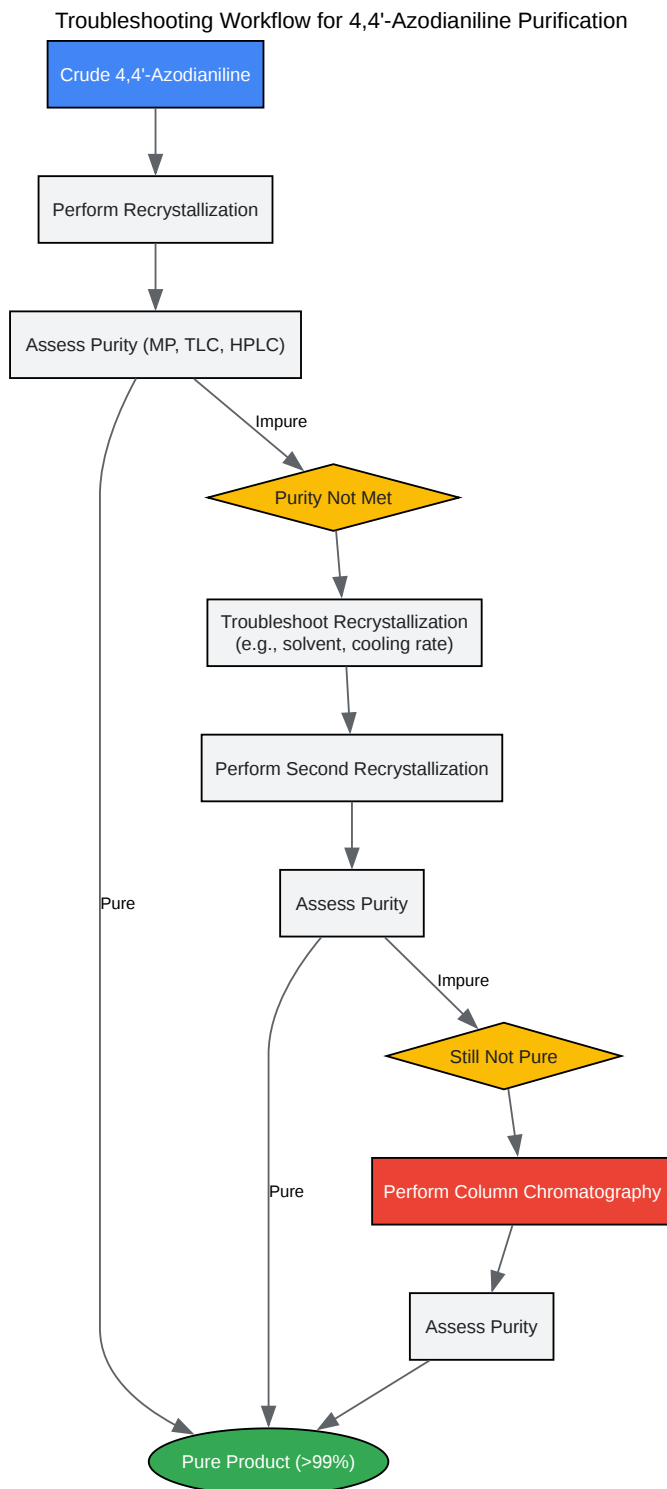 Troubleshooting Workflow for 4,4'-Azodianiline Purification
Crude 4,4'-Azodianiline
Perform Recrystallization
Assess Purity (MP, TLC, HPLC)
Impure
Purity Not Met
Troubleshoot Recrystallization
(e.g., solvent, cooling rate)
Perform Second Recrystallization
Assess Purity
Pure
Impure
Still Not Pure
Perform Column Chromatography
Pure
Assess Purity
Pure Product (>99%)